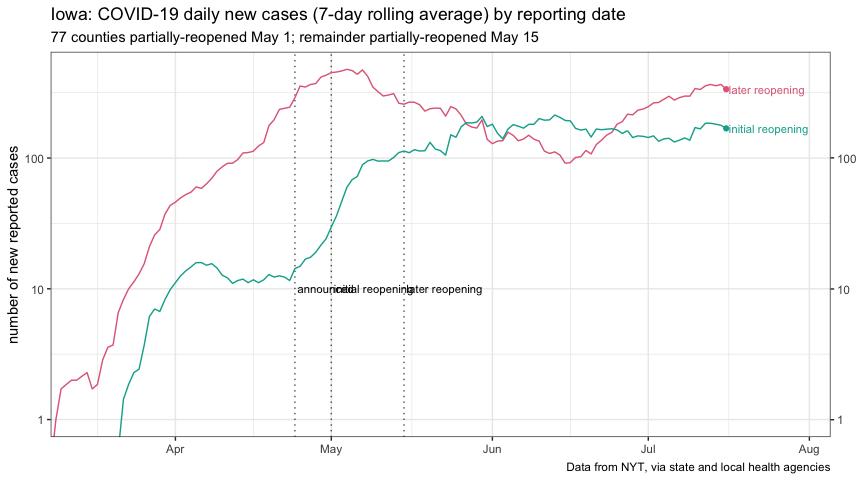 Iowa: COVID-19 daily new cases (7-day rolling average) by reporting date
77 counties partially-reopened May 1; remainder partially-reopened May 15
number of new reported cases
100
10
1
later reopening
initial reopening
announced
initial reopening
later reopening
100
10
1
Apr
May
Jun
Jul
Aug
Data from NYT, via state and local health agencies